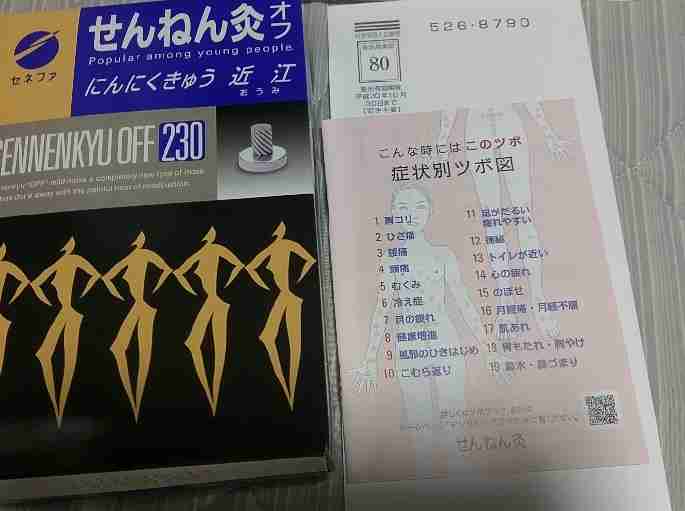 セネファ
せんねん灸
オフ
Popular among young people.
にんにくきゅう 近江
おうみ
SENNENKYU OFF 230
526-8790
80
こんな時にはこのツボ
症状別ツボ図
1 肩コリ
2 ひざ痛
3 腰痛
4 頭痛
5 むくみ
6 冷え症
7 目の疲れ
8 健康増進
9 風邪のひきはじめ
10 こむら返り
11 足がだるい
疲れやすい
12 便秘
13 トイレが近い
14 心の疲れ
15 のぼせ
16 月経痛・月経不順
17 肌あれ
18 胃もたれ・胸やけ
19 鼻水・鼻づまり
せんねん灸